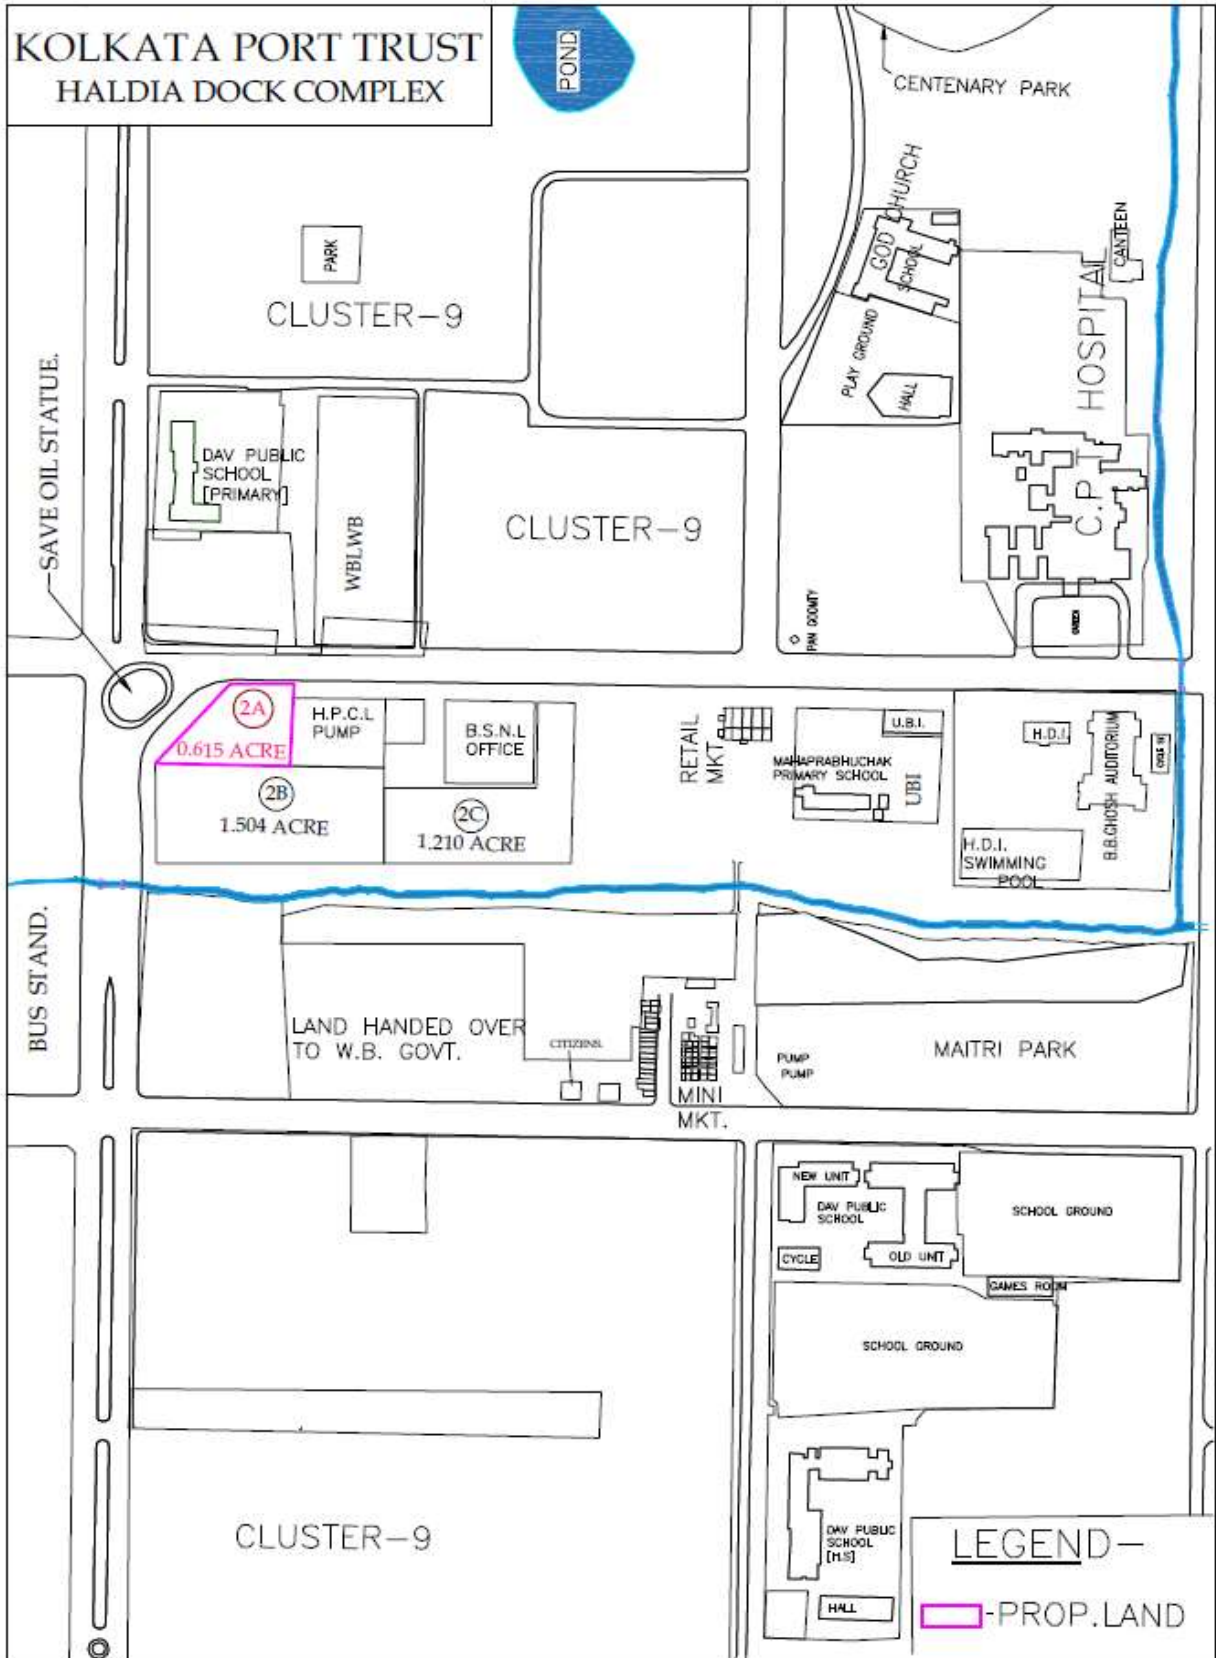 KOLKATA PORT TRUST
HALDIA DOCK COMPLEX
POND
CENTENARY PARK
PARK
CLUSTER-9
GOD CHURCH
SCHOOL
CANTEEN
PLAY GROUND
HALL
C.P.T HOSPITAL
SAVE OIL STATUE.
DAV PUBLIC
SCHOOL
[PRIMARY]
WBLWB
CLUSTER-9
PAN GOOMTY
2A
0.615 ACRE
H.P.C.L
PUMP
B.S.N.L
OFFICE
RETAIL
MKT
U.B.I.
MAHAPRABHUCHAK
PRIMARY SCHOOL
UBI
H.D.I.
B.B.GHOSH AUDITORIUM
2B
1.504 ACRE
2C
1.210 ACRE
H.D.I.
SWIMMING
POOL
BUS STAND.
LAND HANDED OVER
TO W.B. GOVT.
CITIZENS.
MINI
MKT.
PUMP
PUMP
MAITRI PARK
NEW UNIT
DAV PUBLIC
SCHOOL
CYCLE
OLD UNIT
SCHOOL GROUND
GAMES ROOM
SCHOOL GROUND
CLUSTER-9
DAV PUBLIC
SCHOOL
[H.S]
HALL
LEGEND-
-PROP.LAND